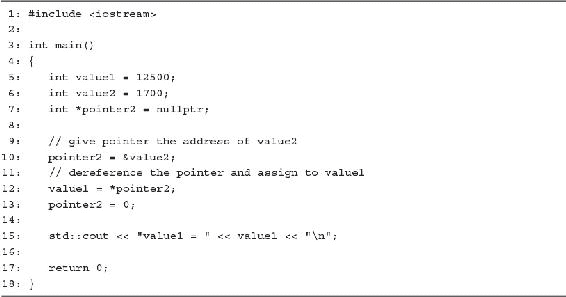 1: #include <iostream>
2:
3: int main()
4: {
5:    int value1 = 12500;
6:    int value2 = 1700;
7:    int *pointer2 = nullptr;
8:
9:    // give pointer the address of value2
10:    pointer2 = &value2;
11:    // dereference the pointer and assign to value1
12:    value1 = *pointer2;
13:    pointer2 = 0;
14:
15:    std::cout << "value1 = " << value1 << "\n";
16:
17:    return 0;
18: }